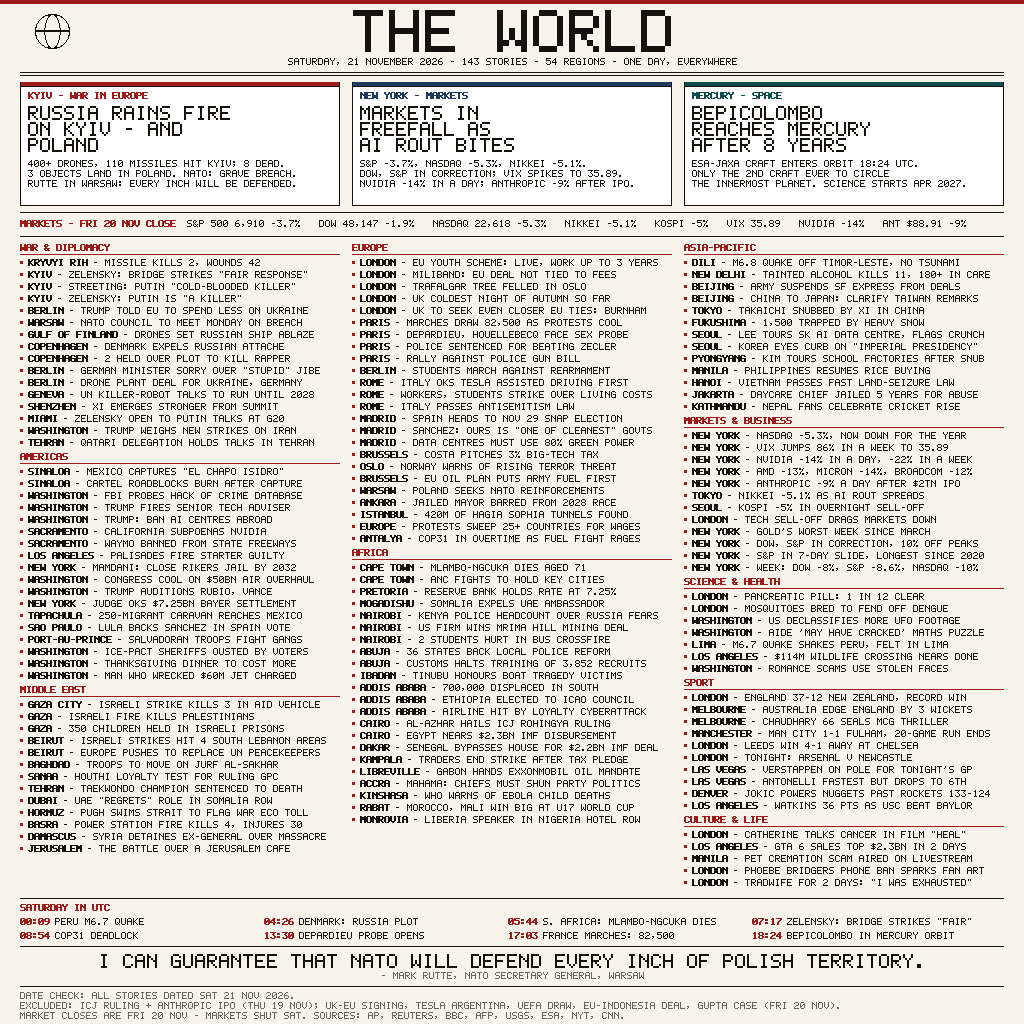 THE WORLD
SATURDAY, 21 NOVEMBER 2026 - 143 STORIES - 54 REGIONS - ONE DAY, EVERYWHERE
KYIV - WAR IN EUROPE
RUSSIA RAINS FIRE
ON KYIV - AND
POLAND
400+ DRONES, 110 MISSILES HIT KYIV; 8 DEAD.
3 OBJECTS LAND IN POLAND. NATO: GRAVE BREACH.
RUTTE IN WARSAW: EVERY INCH WILL BE DEFENDED.
NEW YORK - MARKETS
MARKETS IN
FREEFALL AS
AI ROUT BITES
S&P -3.7%, NASDAQ -5.3%, NIKKEI -5.1%.
DOW, S&P IN CORRECTION; VIX SPIKES TO 35.89.
NVIDIA -14% IN A DAY; ANTHROPIC -9% AFTER IPO.
MERCURY - SPACE
BEPICOLOMBO
REACHES MERCURY
AFTER 8 YEARS
ESA-JAXA CRAFT ENTERS ORBIT 18:24 UTC.
ONLY THE 2ND CRAFT EVER TO CIRCLE
THE INNERMOST PLANET. SCIENCE STARTS APR 2027.
MARKETS - FRI 20 NOV CLOSE S&P 500 6,910 -3.7% DOW 48,147 -1.9% NASDAQ 22,618 -5.3% NIKKEI -5.1% KOSPI -5% VIX 35.89 NVIDIA -14% ANT $88.91 -9%
WAR & DIPLOMACY
KRYVYI RIH - MISSILE KILLS 2, WOUNDS 42
KYIV - ZELENSKY: BRIDGE STRIKES "FAIR RESPONSE"
KYIV - STREETING: PUTIN "COLD-BLOODED KILLER"
KYIV - ZELENSKY: PUTIN IS "A KILLER"
BERLIN - TRUMP TOLD EU TO SPEND LESS ON UKRAINE
WARSAW - NATO COUNCIL TO MEET MONDAY ON BREACH
GULF OF FINLAND - DRONES SET RUSSIAN SHIP ABLAZE
COPENHAGEN - DENMARK EXPELS RUSSIAN ATTACHE
COPENHAGEN - 2 HELD OVER PLOT TO KILL RAPPER
BERLIN - GERMAN MINISTER SORRY OVER "STUPID" JIBE
BERLIN - DRONE PLANT DEAL FOR UKRAINE, GERMANY
GENEVA - UN KILLER-ROBOT TALKS TO RUN UNTIL 2028
SHENZHEN - XI EMERGES STRONGER FROM SUMMIT
MIAMI - ZELENSKY OPEN TO PUTIN TALKS AT G20
WASHINGTON - TRUMP WEIGHS NEW STRIKES ON IRAN
TEHRAN - QATARI DELEGATION HOLDS TALKS IN TEHRAN
AMERICAS
SINALOA - MEXICO CAPTURES "EL CHAPO ISIDRO"
SINALOA - CARTEL ROADBLOCKS BURN AFTER CAPTURE
WASHINGTON - FBI PROBES HACK OF CRIME DATABASE
WASHINGTON - TRUMP FIRES SENIOR TECH ADVISER
WASHINGTON - TRUMP: BAN AI CENTRES ABROAD
SACRAMENTO - CALIFORNIA SUBPOENAS NVIDIA
SACRAMENTO - WAYMO BANNED FROM STATE FREEWAYS
LOS ANGELES - PALISADES FIRE STARTER GUILTY
NEW YORK - MAMDANI: CLOSE RIKERS JAIL BY 2032
WASHINGTON - CONGRESS COOL ON $50BN AIR OVERHAUL
WASHINGTON - TRUMP AUDITIONS RUBIO, VANCE
NEW YORK - JUDGE OKS $7.25BN BAYER SETTLEMENT
TAPACHULA - 250-MIGRANT CARAVAN REACHES MEXICO
SAO PAULO - LULA BACKS SANCHEZ IN SPAIN VOTE
PORT-AU-PRINCE - SALVADORAN TROOPS FIGHT GANGS
WASHINGTON - ICE-PACT SHERIFFS OUSTED BY VOTERS
WASHINGTON - THANKSGIVING DINNER TO COST MORE
WASHINGTON - MAN WHO WRECKED $60M JET CHARGED
MIDDLE EAST
GAZA CITY - ISRAELI STRIKE KILLS 3 IN AID VEHICLE
GAZA - ISRAELI FIRE KILLS PALESTINIANS
GAZA - 350 CHILDREN HELD IN ISRAELI PRISONS
BEIRUT - ISRAELI STRIKES HIT 4 SOUTH LEBANON AREAS
BEIRUT - EUROPE PUSHES TO REPLACE UN PEACEKEEPERS
BAGHDAD - TROOPS TO MOVE ON JURF AL-SAKHAR
SANAA - HOUTHI LOYALTY TEST FOR RULING GPC
TEHRAN - TAEKWONDO CHAMPION SENTENCED TO DEATH
DUBAI - UAE "REGRETS" ROLE IN SOMALIA ROW
HORMUZ - PUGH SWIMS STRAIT TO FLAG WAR ECO TOLL
BASRA - POWER STATION FIRE KILLS 4, INJURES 30
DAMASCUS - SYRIA DETAINES EX-GENERAL OVER MASSACRE
JERUSALEM - THE BATTLE OVER A JERUSALEM CAFE
EUROPE
LONDON - EU YOUTH SCHEME: LIVE, WORK UP TO 3 YEARS
LONDON - MILIBAND: EU DEAL NOT TIED TO FEES
LONDON - TRAFALGAR TREE FELLED IN OSLO
LONDON - UK COLDEST NIGHT OF AUTUMN SO FAR
LONDON - UK TO SEEK EVEN CLOSER EU TIES: BURNHAM
PARIS - MARCHES DRAW 82,500 AS PROTESTS COOL
PARIS - DEPARDIEU, HOUELLEBECQ FACE SEX PROBE
PARIS - POLICE SENTENCED FOR BEATING ZECLER
PARIS - RALLY AGAINST POLICE GUN BILL
BERLIN - STUDENTS MARCH AGAINST REARMAMENT
ROME - ITALY OKS TESLA ASSISTED DRIVING FIRST
ROME - WORKERS, STUDENTS STRIKE OVER LIVING COSTS
ROME - ITALY PASSES ANTISEMITISM LAW
MADRID - SPAIN HEADS TO NOV 29 SNAP ELECTION
MADRID - SANCHEZ: OURS IS "ONE OF CLEANEST" GOVTS
MADRID - DATA CENTRES MUST USE 80% GREEN POWER
BRUSSELS - COSTA PITCHES 3% BIG-TECH TAX
OSLO - NORWAY WARNS OF RISING TERROR THREAT
BRUSSELS - EU OIL PLAN PUTS ARMY FUEL FIRST
WARSAW - POLAND SEEKS NATO REINFORCEMENTS
ANKARA - JAILED MAYOR BARRED FROM 2028 RACE
ISTANBUL - 420M OF HAGIA SOPHIA TUNNELS FOUND
EUROPE - PROTESTS SWEEP 25+ COUNTRIES FOR WAGES
ANTALYA - COP31 IN OVERTIME AS FUEL FIGHT RAGES
AFRICA
CAPE TOWN - MLAMBO-NGCUKA DIES AGED 71
CAPE TOWN - ANC FIGHTS TO HOLD KEY CITIES
PRETORIA - RESERVE BANK HOLDS RATE AT 7.25%
MOGADISHU - SOMALIA EXPELS UAE AMBASSADOR
NAIROBI - KENYA POLICE HEADCOUNT OVER RUSSIA FEARS
NAIROBI - US FIRM WINS MRIMA HILL MINING DEAL
NAIROBI - 2 STUDENTS HURT IN BUS CROSSFIRE
ABUJA - 36 STATES BACK LOCAL POLICE REFORM
ABUJA - CUSTOMS HALTS TRAINING OF 3,852 RECRUITS
IBADAN - TINUBU HONOURS BOAT TRAGEDY VICTIMS
ADDIS ABABA - 700,000 DISPLACED IN SOUTH
ADDIS ABABA - ETHIOPIA ELECTED TO ICAO COUNCIL
ADDIS ABABA - AIRLINE HIT BY LOYALTY CYBERATTACK
CAIRO - AL-AZHAR HAILS ICJ ROHINGYA RULING
CAIRO - EGYPT NEARS $2.3BN IMF DISBURSEMENT
DAKAR - SENEGAL BYPASSES HOUSE FOR $2.2BN IMF DEAL
KAMPALA - TRADERS END STRIKE AFTER TAX PLEDGE
LIBREVILLE - GABON HANDS EXXONMOBIL OIL MANDATE
ACCRA - MAHAMA: CHIEFS MUST SHUN PARTY POLITICS
KINSHASA - WHO WARNS OF EBOLA CHILD DEATHS
RABAT - MOROCCO, MALI WIN BIG AT U17 WORLD CUP
MONROVIA - LIBERIA SPEAKER IN NIGERIA HOTEL ROW
ASIA-PACIFIC
DILI - M6.8 QUAKE OFF TIMOR-LESTE, NO TSUNAMI
NEW DELHI - TAINTED ALCOHOL KILLS 11, 180+ IN CARE
BEIJING - ARMY SUSPENDS SF EXPRESS FROM DEALS
BEIJING - CHINA TO JAPAN: CLARIFY TAIWAN REMARKS
TOKYO - TAKAICHI SNUBBED BY XI IN CHINA
FUKUSHIMA - 1,500 TRAPPED BY HEAVY SNOW
SEOUL - LEE TOURS SK AI DATA CENTRE, FLAGS CRUNCH
SEOUL - KOREA EYES CURB ON "IMPERIAL PRESIDENCY"
PYONGYANG - KIM TOURS SCHOOL FACTORIES AFTER SNUB
MANILA - PHILIPPINES RESUMES RICE BUYING
HANOI - VIETNAM PASSES FAST LAND-SEIZURE LAW
JAKARTA - DAYCARE CHIEF JAILED 5 YEARS FOR ABUSE
KATHMANDU - NEPAL FANS CELEBRATE CRICKET RISE
MARKETS & BUSINESS
NEW YORK - NASDAQ -5.3%, NOW DOWN FOR THE YEAR
NEW YORK - VIX JUMPS 86% IN A WEEK TO 35.89
NEW YORK - NVIDIA -14% IN A DAY, -22% IN A WEEK
NEW YORK - AMD -13%, MICRON -14%, BROADCOM -12%
NEW YORK - ANTHROPIC -9% A DAY AFTER $2TN IPO
TOKYO - NIKKEI -5.1% AS AI ROUT SPREADS
SEOUL - KOSPI -5% IN OVERNIGHT SELL-OFF
LONDON - TECH SELL-OFF DRAGS MARKETS DOWN
NEW YORK - GOLD'S WORST WEEK SINCE MARCH
NEW YORK - DOW, S&P IN CORRECTION, 10% OFF PEAKS
NEW YORK - S&P IN 7-DAY SLIDE, LONGEST SINCE 2020
NEW YORK - WEEK: DOW -8%, S&P -8.6%, NASDAQ -10%
SCIENCE & HEALTH
LONDON - PANCREATIC PILL: 1 IN 12 CLEAR
LONDON - MOSQUITOES BRED TO FEND OFF DENGUE
WASHINGTON - US DECLASSIFIES MORE UFO FOOTAGE
WASHINGTON - AIDE 'MAY HAVE CRACKED' MATHS PUZZLE
LIMA - M6.7 QUAKE SHAKES PERU, FELT IN LIMA
LOS ANGELES - $114M WILDLIFE CROSSING NEARS DONE
WASHINGTON - ROMANCE SCAMS USE STOLEN FACES
SPORT
LONDON - ENGLAND 37-12 NEW ZEALAND, RECORD WIN
MELBOURNE - AUSTRALIA EDGE ENGLAND BY 3 WICKETS
MELBOURNE - CHAUDHARY 66 SEALS MCG THRILLER
MANCHESTER - MAN CITY 1-1 FULHAM, 20-GAME RUN ENDS
LONDON - LEEDS WIN 4-1 AWAY AT CHELSEA
LONDON - TONIGHT: ARSENAL V NEWCASTLE
LAS VEGAS - VERSTAPPEN ON POLE FOR TONIGHT'S GP
LAS VEGAS - ANTONELLI FASTEST BUT DROPS TO 6TH
DENVER - JOKIC POWERS NUGGETS PAST ROCKETS 133-124
LOS ANGELES - WATKINS 36 PTS AS USC BEAT BAYLOR
CULTURE & LIFE
LONDON - CATHERINE TALKS CANCER IN FILM "HEAL"
LOS ANGELES - GTA 6 SALES TOP $2.3BN IN 2 DAYS
MANILA - PET CREMATION SCAM AIRED ON LIVESTREAM
LONDON - PHOEBE BRIDGERS PHONE BAN SPARKS FAN ART
LONDON - TRADWIFE FOR 2 DAYS: "I WAS EXHAUSTED"
SATURDAY IN UTC
00:09 PERU M6.7 QUAKE 04:26 DENMARK: RUSSIA PLOT 05:44 S. AFRICA: MLAMBO-NGCUKA DIES 07:17 ZELENSKY: BRIDGE STRIKES "FAIR"
08:54 COP31 DEADLOCK 13:30 DEPARDIEU PROBE OPENS 17:03 FRANCE MARCHES: 82,500 18:24 BEPICOLOMBO IN MERCURY ORBIT
I CAN GUARANTEE THAT NATO WILL DEFEND EVERY INCH OF POLISH TERRITORY.
- MARK RUTTE, NATO SECRETARY GENERAL, WARSAW
DATE CHECK: ALL STORIES DATED SAT 21 NOV 2026.
EXCLUDED: ICJ RULING + ANTHROPIC IPO (THU 19 NOV); UK-EU SIGNING, TESLA ARGENTINA, UEFA DRAW, EU-INDONESIA DEAL, GUPTA CASE (FRI 20 NOV).
MARKET CLOSES ARE FRI 20 NOV - MARKETS SHUT SAT. SOURCES: AP, REUTERS, BBC, AFP, USGS, ESA, NYT, CNN.